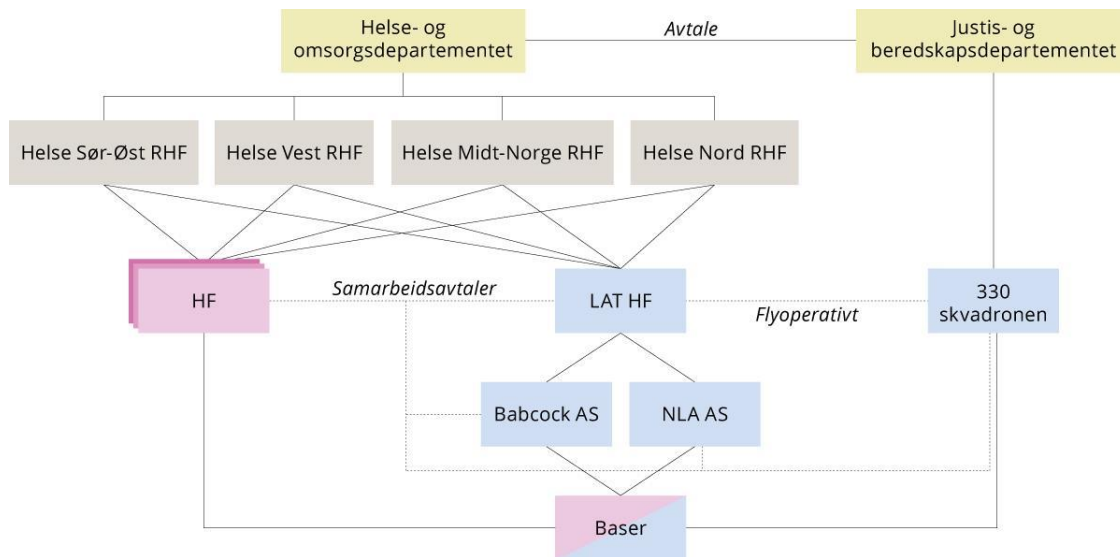 Helse- og
omsorgsdepartementet
Avtale
Justis- og
beredskapsdepartementet
Helse Sør-Øst RHF
Helse Vest RHF
Helse Midt-Norge RHF
Helse Nord RHF
HF
Samarbeidsavtaler
LAT HF
Flyoperativt
330
skvadronen
Babcock AS
NLA AS
Baser